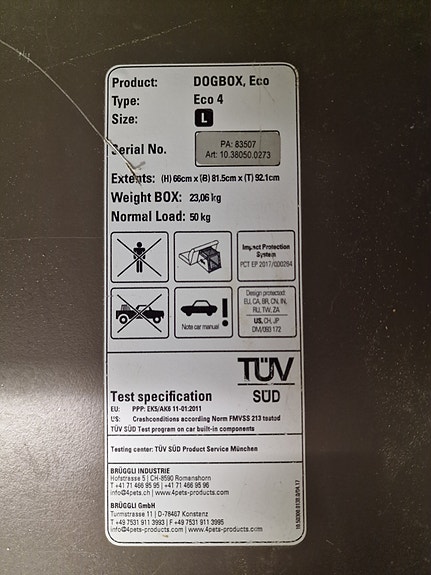 Product: DOGBOX, Eco
Type: Eco 4
Size: L
Serial No. PA: 83507
Art: 10.38050.0273
Extents: (H) 66cm x (B) 81.5cm x (T) 92.1cm
Weight BOX: 23,06 kg
Normal Load: 50 kg
Impact Protection
System
PCT EP 2017/000264
Note car manual
!
Design protected:
EU, CA, BR, CN, IN,
RU, TW, ZA
US, CH, JP
DM/093 172
TÜV
SÜD
Test specification
EU: PPP: EK5/AK6 11-01:2011
US: Crashconditions according Norm FMVSS 213 tested
TÜV SÜD Test program on car built-in components
Testing center: TÜV SÜD Product Service München
BRÜGGLI INDUSTRIE
Hofstrasse 5 | CH-8590 Romanshorn
T +41 71 466 95 95 | +41 71 466 95 96
info@4pets.ch | www.4pets-products.com
BRÜGGLI GmbH
Turmstrasse 11 | D-78467 Konstanz
T +49 7531 911 3993 | F +49 7531 911 3995
info@4pets-products.com | www.4pets-products.com